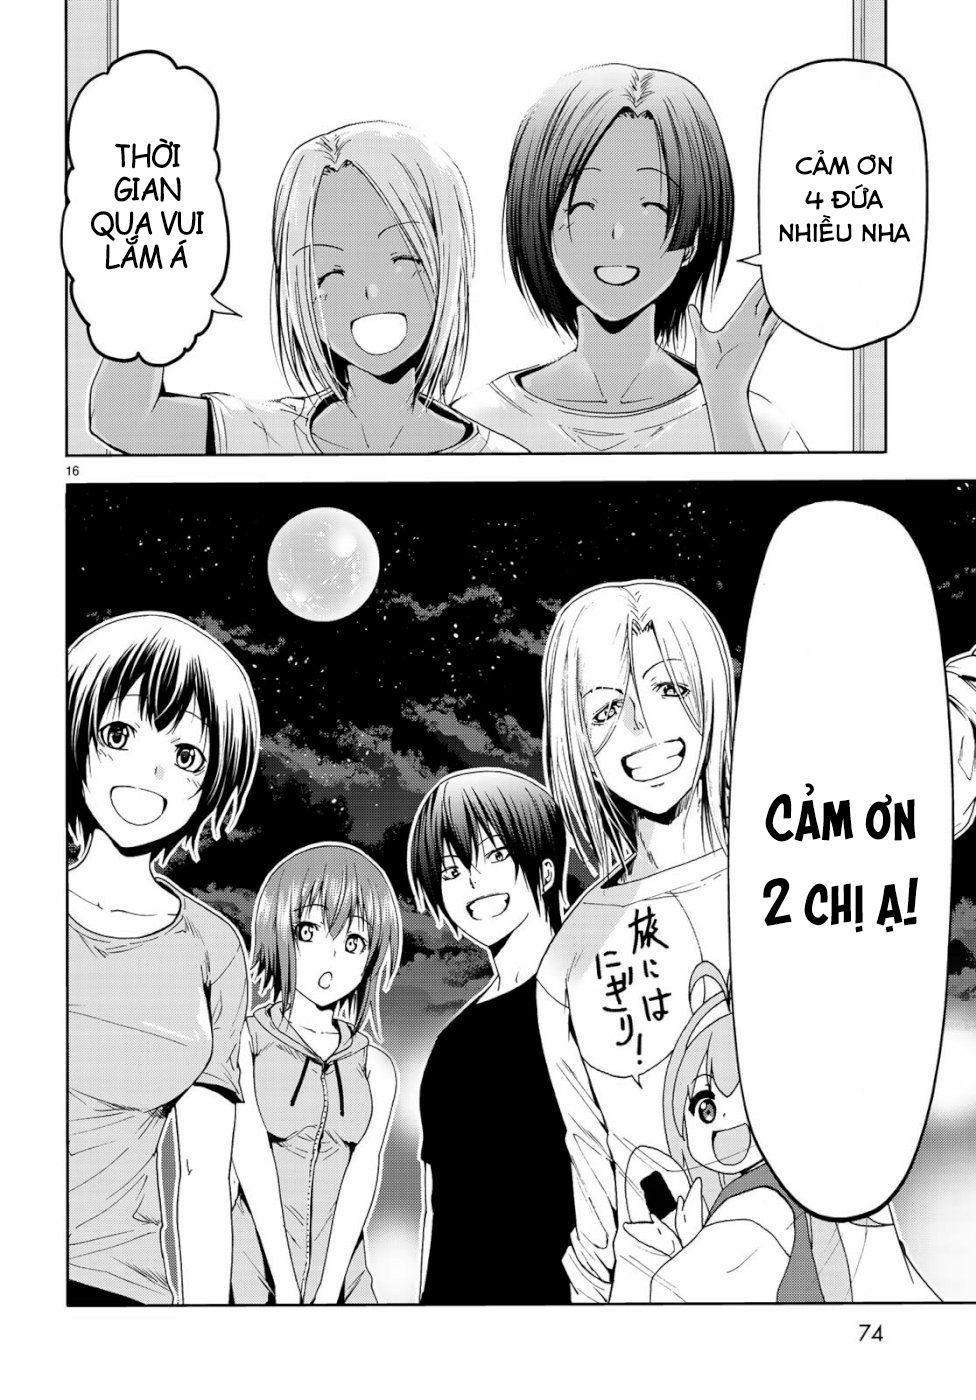 CẢM ƠN
4 ĐỨA
NHIỀU NHA
THỜI
GIAN
QUA VUI
LẮM Á
16
CẢM ƠN
2 CHỊ Ạ!
旅には
にぎり!
74